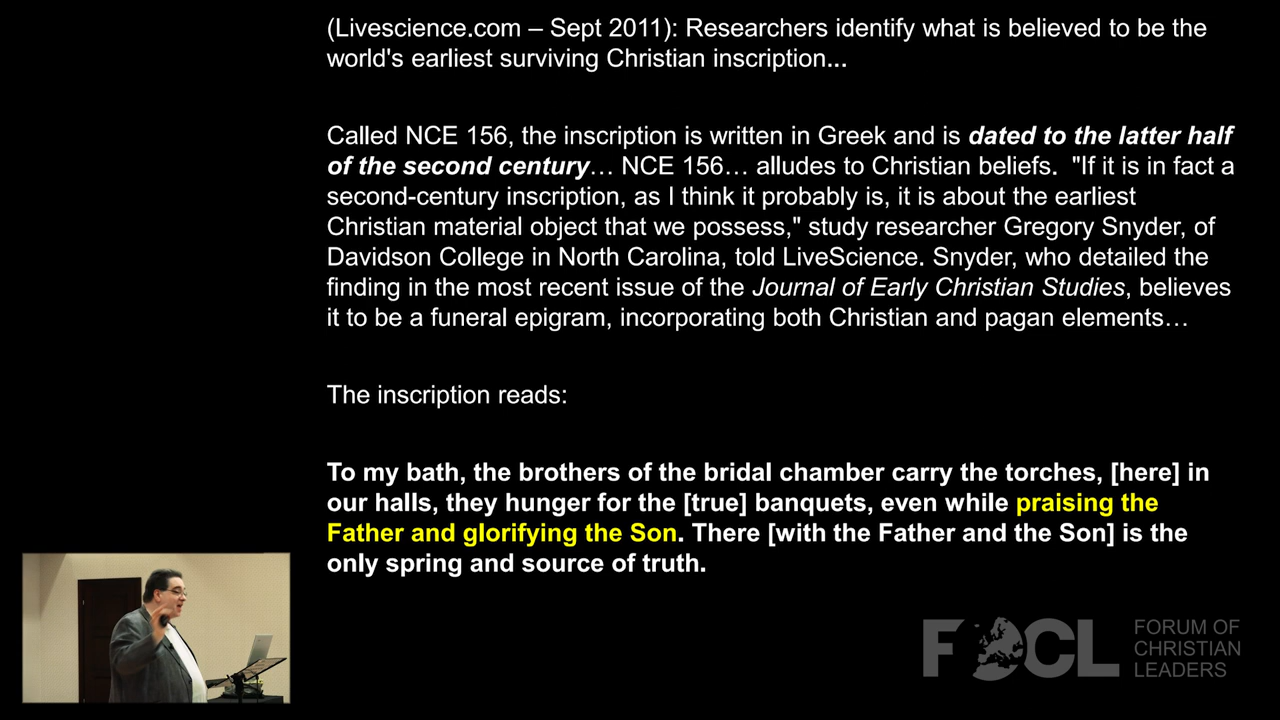 (Livescience.com – Sept 2011): Researchers identify what is believed to be the
world's earliest surviving Christian inscription...
Called NCE 156, the inscription is written in Greek and is dated to the latter half
of the second century… NCE 156… alludes to Christian beliefs.  "If it is in fact a
second-century inscription, as I think it probably is, it is about the earliest
Christian material object that we possess," study researcher Gregory Snyder, of
Davidson College in North Carolina, told LiveScience. Snyder, who detailed the
finding in the most recent issue of the Journal of Early Christian Studies, believes
it to be a funeral epigram, incorporating both Christian and pagan elements…
The inscription reads:
To my bath, the brothers of the bridal chamber carry the torches, [here] in
our halls, they hunger for the [true] banquets, even while praising the
Father and glorifying the Son. There [with the Father and the Son] is the
only spring and source of truth.
FOCL
FORUM OF
CHRISTIAN
LEADERS